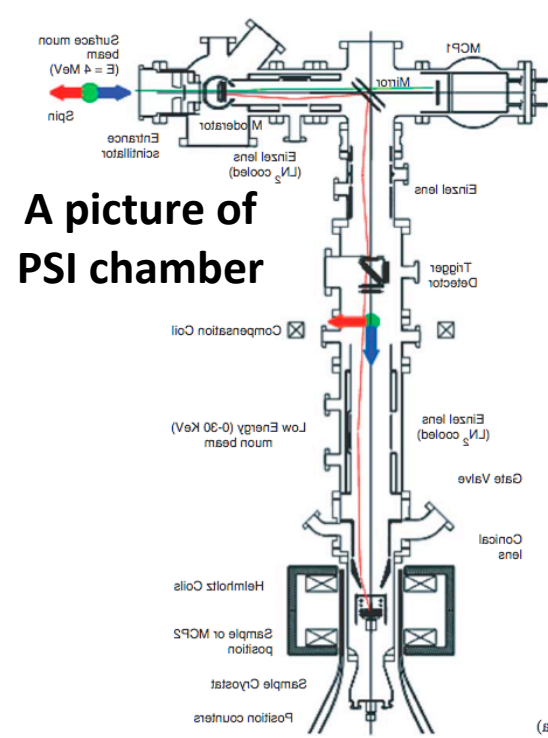 Surface muon
beam
(E = 4 MeV)
Spin
Entrance
scintillator
Moderator
Einzel lens
(LN2 cooled)
Mirror
MCP1
A picture of
PSI chamber
Einzel lens
Trigger
Detector
Compensation Coil
Low Energy (0-30 KeV)
muon beam
Einzel lens
(LN2 cooled)
Gate Valve
Conical
lens
Helmholtz Coils
Sample or MCP2
position
Sample Cryostat
Position counters
a)